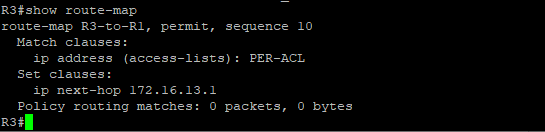 R3#show route-map
route-map R3-to-R1, permit, sequence 10
  Match clauses:
    ip address (access-lists): PER-ACL
  Set clauses:
    ip next-hop 172.16.13.1
  Policy routing matches: 0 packets, 0 bytes
R3#